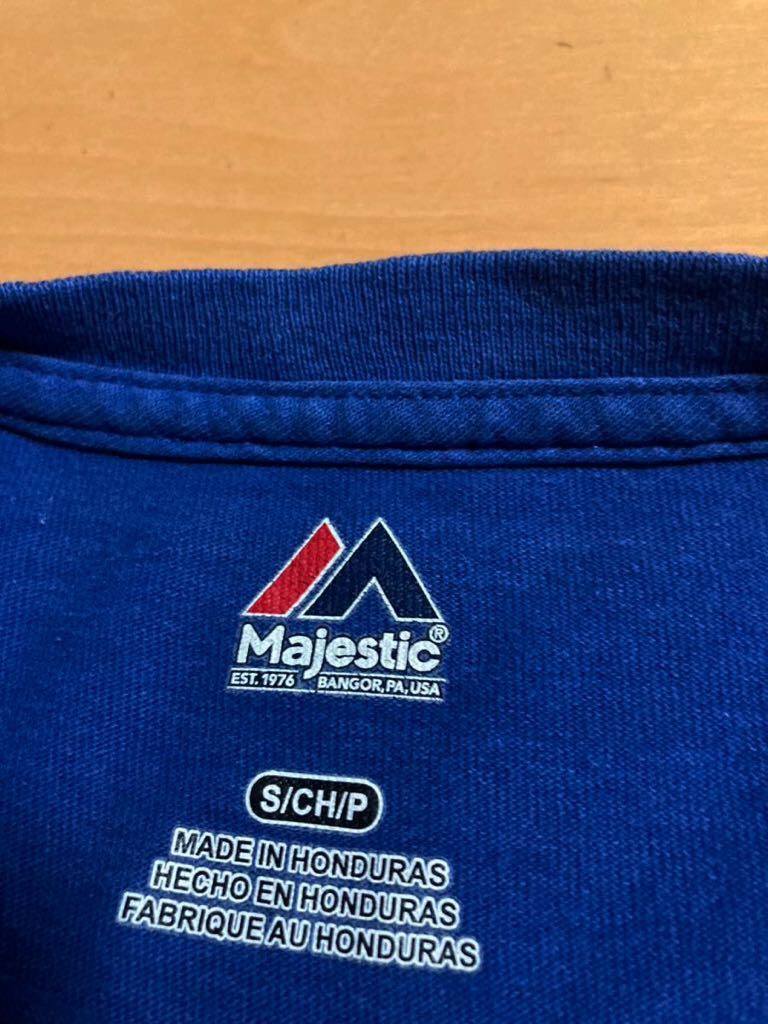 Majestic®
EST. 1976 BANGOR, PA, USA
S/CH/P
MADE IN HONDURAS
HECHO EN HONDURAS
FABRIQUE AU HONDURAS